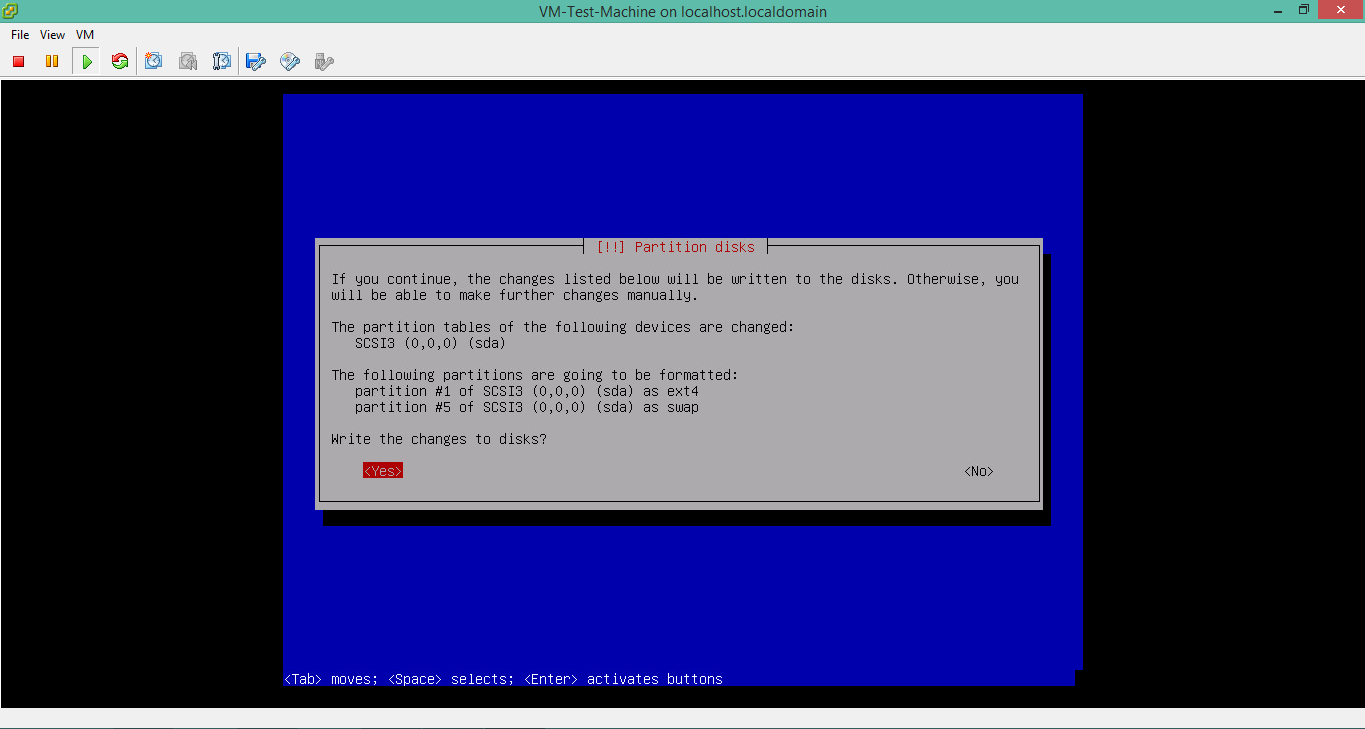 VM-Test-Machine on localhost.localdomain
File View VM
[!!] Partition disks
If you continue, the changes listed below will be written to the disks. Otherwise, you
will be able to make further changes manually.
The partition tables of the following devices are changed:
SCSI3 (0,0,0) (sda)
The following partitions are going to be formatted:
partition #1 of SCSI3 (0,0,0) (sda) as ext4
partition #5 of SCSI3 (0,0,0) (sda) as swap
Write the changes to disks?
<Yes> <No>
<Tab> moves; <Space> selects; <Enter> activates buttons